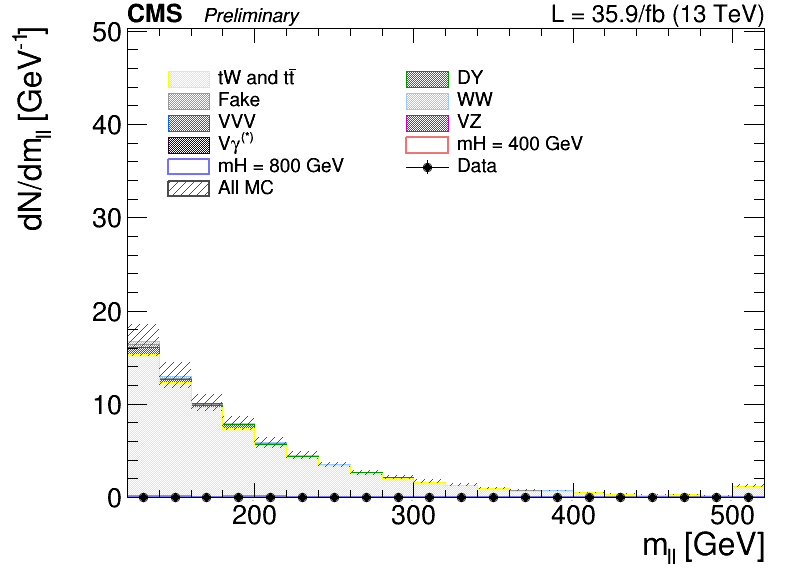 CMS Preliminary L = 35.9/fb (13 TeV)
dN/dm_ll [GeV^-1]
50
40
30
20
10
0
tW and tt̄ DY
Fake WW
VVV VZ
Vγ(*) mH = 400 GeV
mH = 800 GeV Data
All MC
200 300 400 500
m_ll [GeV]